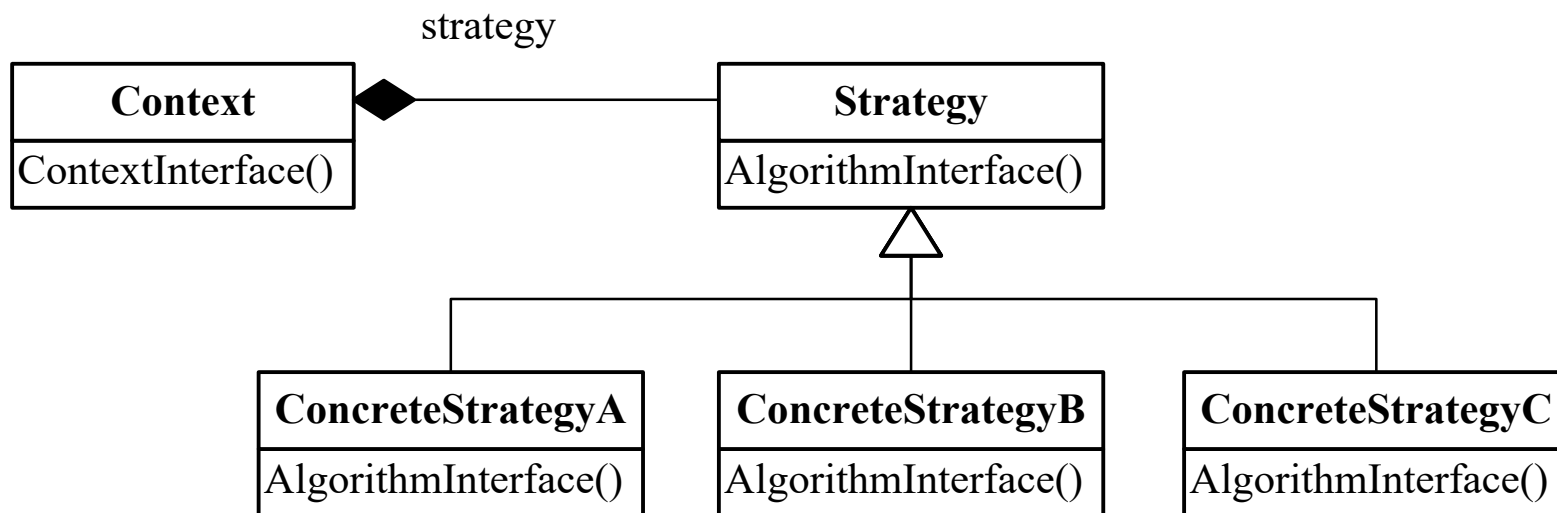 strategy
Context
ContextInterface()
Strategy
AlgorithmInterface()
ConcreteStrategyA
AlgorithmInterface()
ConcreteStrategyB
AlgorithmInterface()
ConcreteStrategyC
AlgorithmInterface()